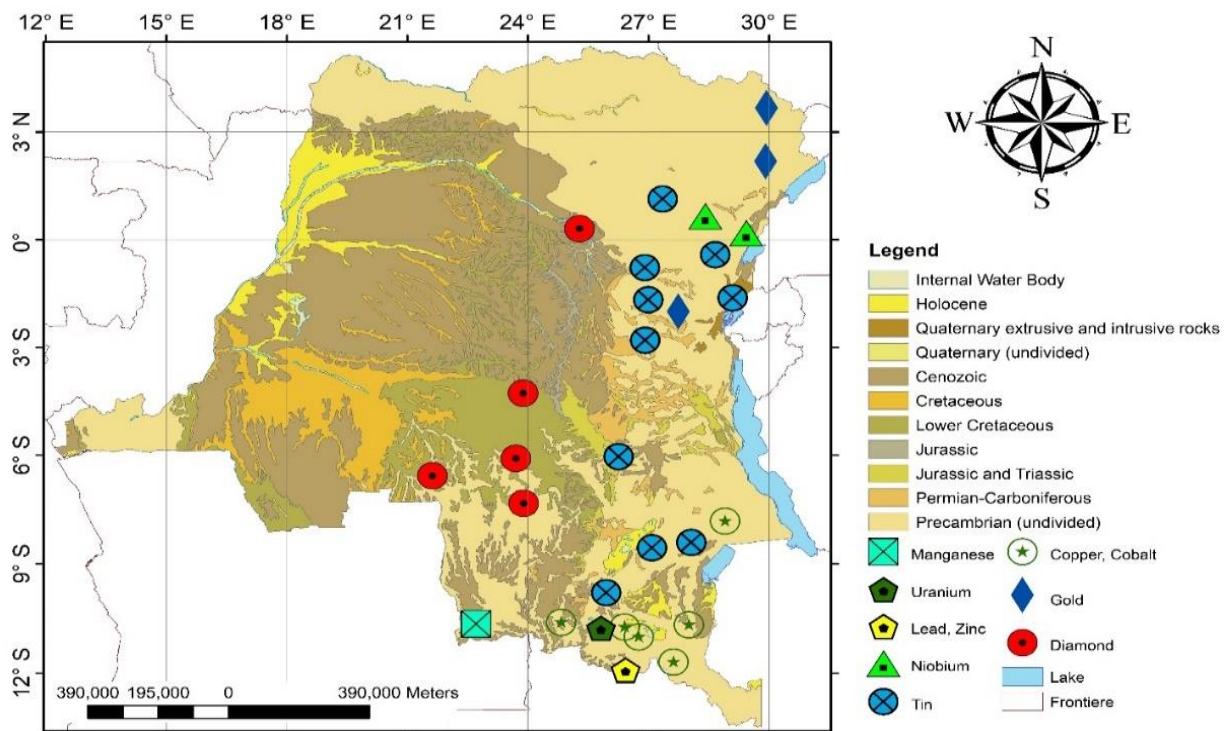 12° E 15° E 18° E 21° E 24° E 27° E 30° E
3° N
0°
3° S
6° S
9° S
12° S
390,000 195,000 0 390,000 Meters
N
W E
S
Legend
Internal Water Body
Holocene
Quaternary extrusive and intrusive rocks
Quaternary (undivided)
Cenozoic
Cretaceous
Lower Cretaceous
Jurassic
Jurassic and Triassic
Permian-Carboniferous
Precambrian (undivided)
Manganese Copper, Cobalt
Uranium Gold
Lead, Zinc Diamond
Niobium Lake
Tin Frontiere